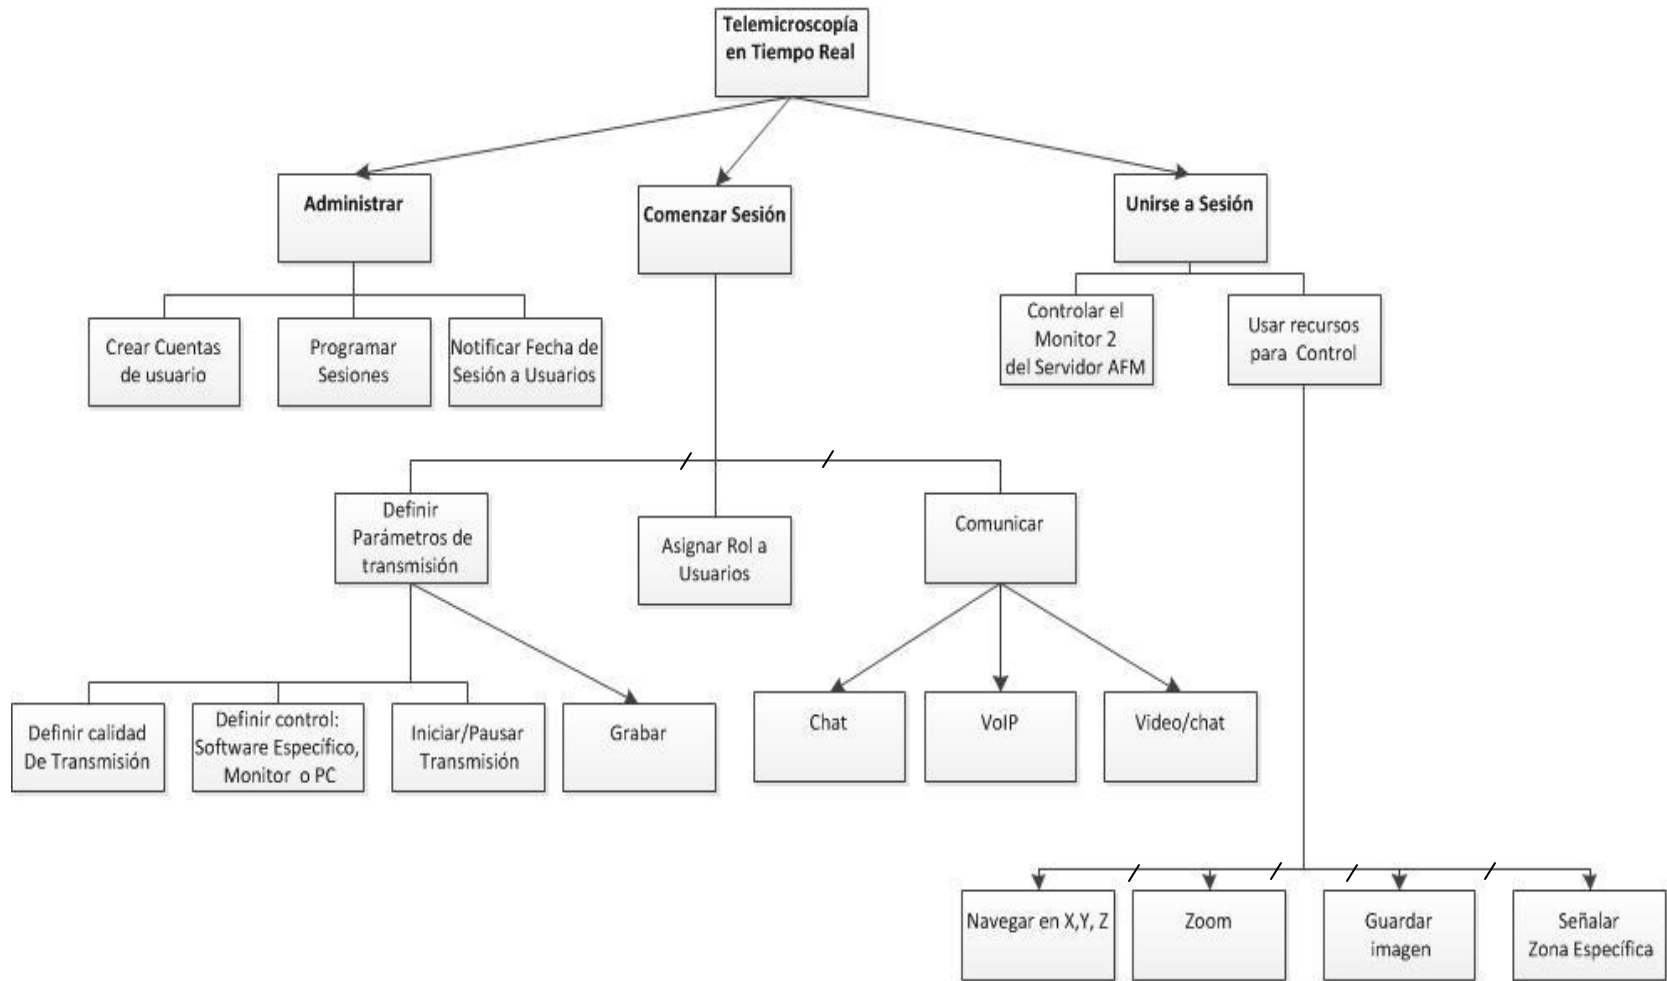 Telemicroscopía
en Tiempo Real
Administrar
Comenzar Sesión
Unirse a Sesión
Crear Cuentas
de usuario
Programar
Sesiones
Notificar Fecha de
Sesión a Usuarios
Controlar el
Monitor 2
del Servidor AFM
Usar recursos
para Control
Definir
Parámetros de
transmisión
Asignar Rol a
Usuarios
Comunicar
Definir calidad
De Transmisión
Definir control:
Software Específico,
Monitor o PC
Iniciar/Pausar
Transmisión
Grabar
Chat
VoIP
Video/chat
Navegar en X,Y, Z
Zoom
Guardar
imagen
Señalar
Zona Específica